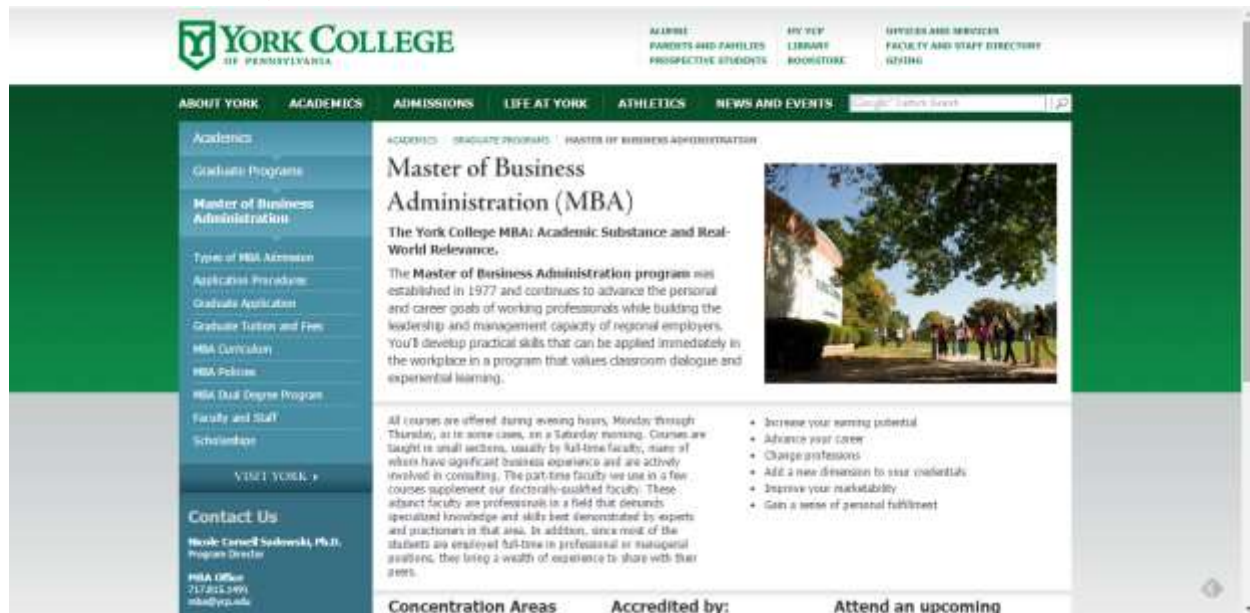 YORK COLLEGE
OF PENNSYLVANIA
ALUMNI
PARENTS AND FAMILIES
PROSPECTIVE STUDENTS
MY YCP
LIBRARY
BOOKSTORE
OFFICES AND SERVICES
FACULTY AND STAFF DIRECTORY
GIVING
ABOUT YORK ACADEMICS ADMISSIONS LIFE AT YORK ATHLETICS NEWS AND EVENTS Google Custom Search
Academics
Graduate Programs
Master of Business
Administration
Types of MBA Admission
Application Procedures
Graduate Application
Graduate Tuition and Fees
MBA Curriculum
MBA Policies
MBA Dual Degree Program
Faculty and Staff
Scholarships
VISIT YORK
Contact Us
Nicole Cornell Sadowski, Ph.D.
Program Director
MBA Office
717.815.1491
mba@ycp.edu
ACADEMICS GRADUATE PROGRAMS MASTER OF BUSINESS ADMINISTRATION
Master of Business
Administration (MBA)
The York College MBA: Academic Substance and Real-
World Relevance.
The Master of Business Administration program was
established in 1977 and continues to advance the personal
and career goals of working professionals while building the
leadership and management capacity of regional employers.
You'll develop practical skills that can be applied immediately in
the workplace in a program that values classroom dialogue and
experiential learning.
All courses are offered during evening hours, Monday through
Thursday, or in some cases, on a Saturday morning. Courses are
taught in small sections, usually by full-time faculty, many of
whom have significant business experience and are actively
involved in consulting. The part-time faculty we use in a few
courses supplement our doctorally-qualified faculty. These
adjunct faculty are professionals in a field that demands
specialized knowledge and skills best demonstrated by experts
and practioners in that area. In addition, since most of the
students are employed full-time in professional or managerial
positions, they bring a wealth of experience to share with their
peers.
• Increase your earning potential
• Advance your career
• Change professions
• Add a new dimension to your credentials
• Improve your marketability
• Gain a sense of personal fulfillment
Concentration Areas Accredited by: Attend an upcoming